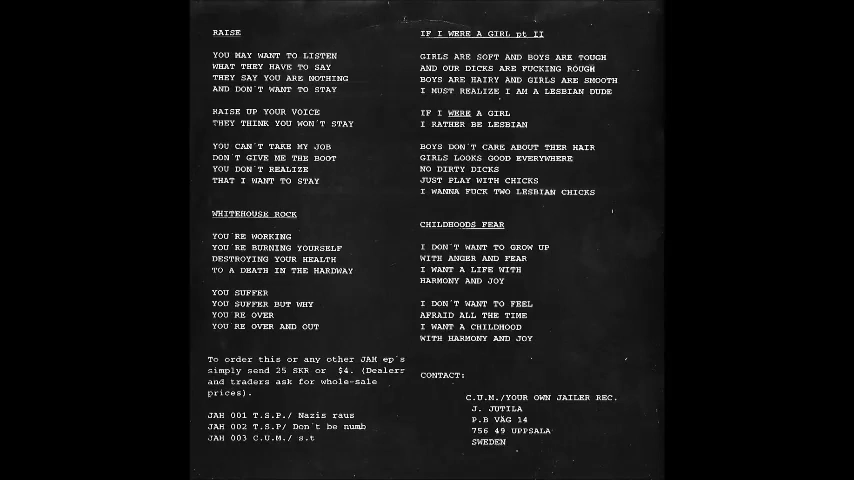 RAISE
YOU MAY WANT TO LISTEN
WHAT THEY HAVE TO SAY
THEY SAY YOU ARE NOTHING
AND DON´T WANT TO STAY
RAISE UP YOUR VOICE
THEY THINK YOU WON´T STAY
YOU CAN´T TAKE MY JOB
DON´T GIVE ME THE BOOT
YOU DON´T REALIZE
THAT I WANT TO STAY
WHITEHOUSE ROCK
YOU´RE WORKING
YOU´RE BURNING YOURSELF
DESTROYING YOUR HEALTH
TO A DEATH IN THE HARDWAY
YOU SUFFER
YOU SUFFER BUT WHY
YOU´RE OVER
YOU´RE OVER AND OUT
To order this or any other JAH ep´s
simply send 25 SKR or $4. (Dealerr
and traders ask for whole-sale
prices).
JAH 001 T.S.P./ Nazis raus
JAH 002 T.S.P/ Don´t be numb
JAH 003 C.U.M./ s.t
IF I WERE A GIRL pt II
GIRLS ARE SOFT AND BOYS ARE TOUGH
AND OUR DICKS ARE FUCKING ROUGH
BOYS ARE HAIRY AND GIRLS ARE SMOOTH
I MUST REALIZE I AM A LESBIAN DUDE
IF I WERE A GIRL
I RATHER BE LESBIAN
BOYS DON´T CARE ABOUT THER HAIR
GIRLS LOOKS GOOD EVERYWHERE
NO DIRTY DICKS
JUST PLAY WITH CHICKS
I WANNA FUCK TWO LESBIAN CHICKS
CHILDHOODS FEAR
I DON´T WANT TO GROW UP
WITH ANGER AND FEAR
I WANT A LIFE WITH
HARMONY AND JOY
I DON´T WANT TO FEEL
AFRAID ALL THE TIME
I WANT A CHILDHOOD
WITH HARMONY AND JOY
CONTACT:
C.U.M./YOUR OWN JAILER REC.
J. JUTILA
P.B VÄG 14
756 49 UPPSALA
SWEDEN